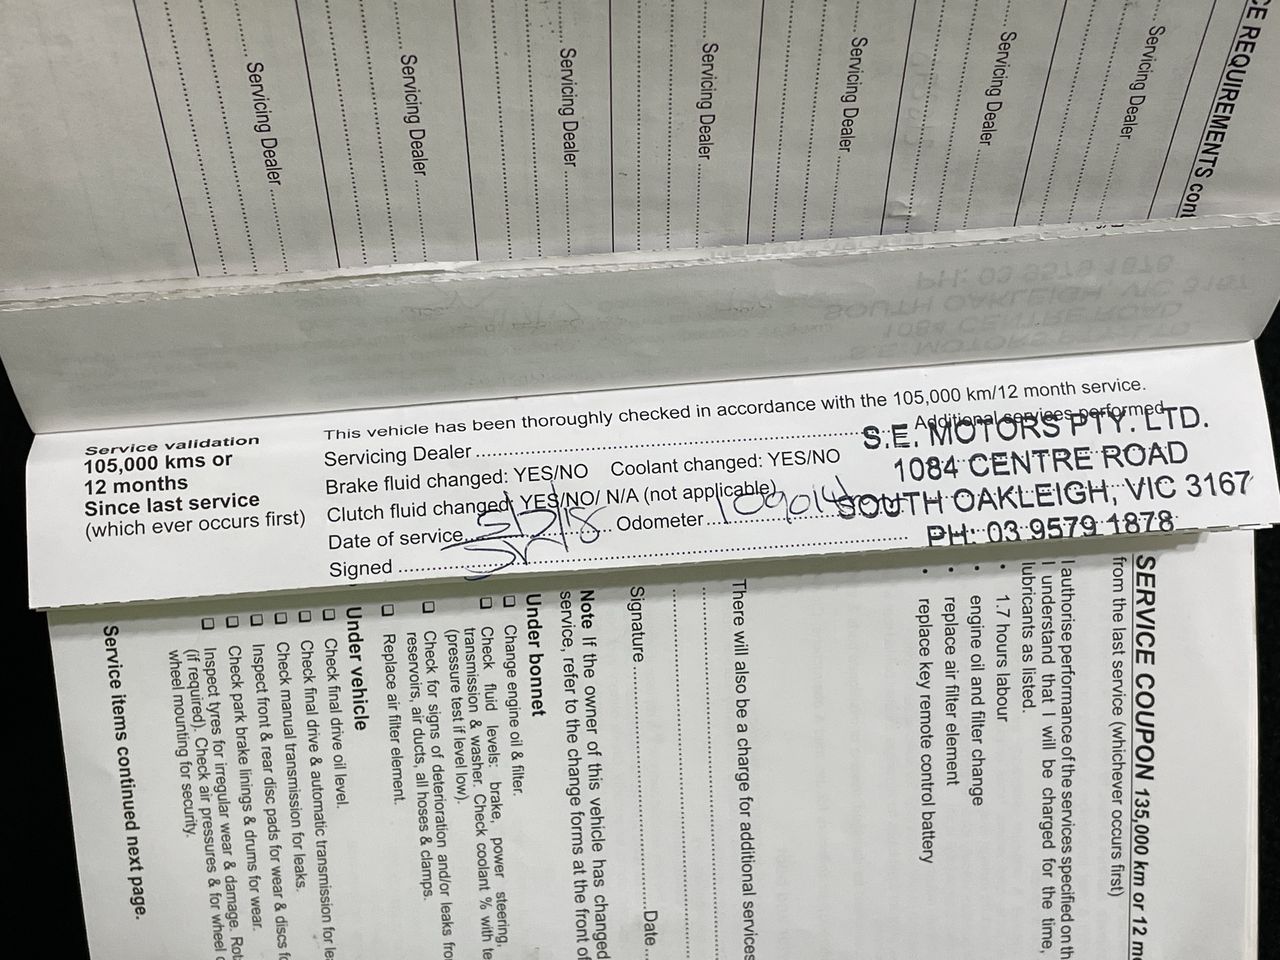 CE REQUIREMENTS cont
Servicing Dealer
Servicing Dealer
Servicing Dealer
Servicing Dealer
Servicing Dealer
Servicing Dealer
Servicing Dealer
Service validation
105,000 kms or
12 months
Since last service
(which ever occurs first)
This vehicle has been thoroughly checked in accordance with the 105,000 km/12 month service.
Servicing Dealer
Additional services performed
Brake fluid changed: YES/NO Coolant changed: YES/NO
Clutch fluid changed YES/NO/ N/A (not applicable)
Date of service Odometer
Signed
S.E. MOTORS PTY. LTD.
1084 CENTRE ROAD
SOUTH OAKLEIGH, VIC 3167
PH: 03 9579 1878
SERVICE COUPON 135,000 km or 12 m
from the last service (whichever occurs first)
I authorise performance of the services specified on th
I understand that I will be charged for the time,
lubricants as listed.
• 1.7 hours labour
• engine oil and filter change
• replace air filter element
• replace key remote control battery
There will also be a charge for additional services
Signature Date
Note If the owner of this vehicle has changed
service, refer to the change forms at the front of
Under bonnet
Change engine oil & filter.
Check fluid levels: brake, power steering,
transmission & washer. Check coolant % with te
(pressure test if level low).
Check for signs of deterioration and/or leaks fro
reservoirs, air ducts, all hoses & clamps.
Replace air filter element.
Under vehicle
Check final drive oil level.
Check final drive & automatic transmission for le
Check manual transmission for leaks.
Inspect front & rear disc pads for wear & discs f
Check park brake linings & drums for wear.
Inspect tyres for irregular wear & damage. Rot
(if required). Check air pressures & for wheel
wheel mounting for security.
Service items continued next page.